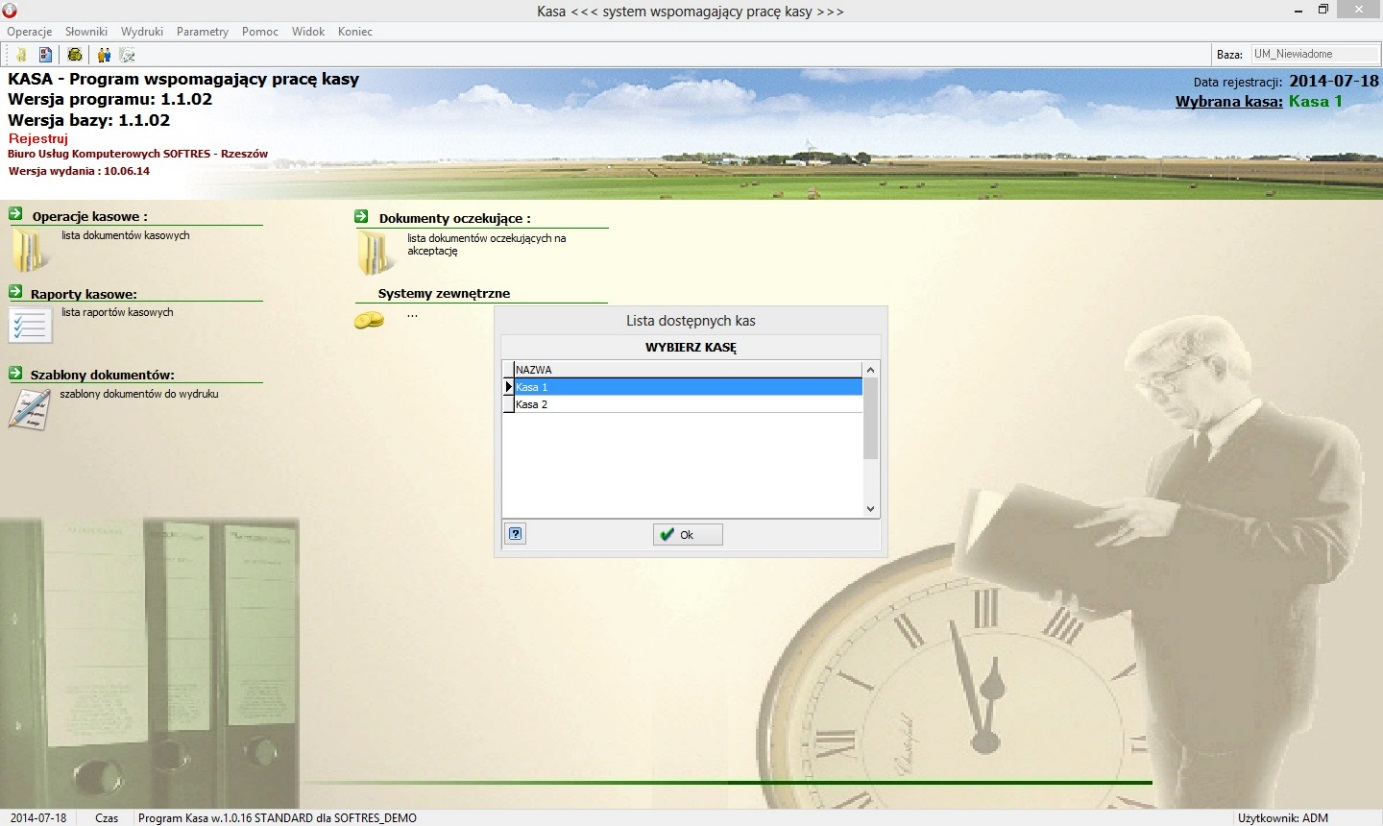 Kasa <<< system wspomagający pracę kasy >>>
Operacje Słowniki Wydruki Parametry Pomoc Widok Koniec
Baza: UM_Niewiadome
KASA - Program wspomagający pracę kasy
Wersja programu: 1.1.02
Wersja bazy: 1.1.02
Rejestruj
Biuro Usług Komputerowych SOFTRES - Rzeszów
Wersja wydania : 10.06.14
Data rejestracji: 2014-07-18
Wybrana kasa: Kasa 1
Operacje kasowe :
lista dokumentów kasowych
Raporty kasowe:
lista raportów kasowych
Szablony dokumentów:
szablony dokumentów do wydruku
Dokumenty oczekujące :
lista dokumentów oczekujących na
akceptację
Systemy zewnętrzne
...
Lista dostępnych kas
WYBIERZ KASĘ
NAZWA
Kasa 1
Kasa 2
Ok
2014-07-18 Czas Program Kasa w.1.0.16 STANDARD dla SOFTRES_DEMO Użytkownik: ADM